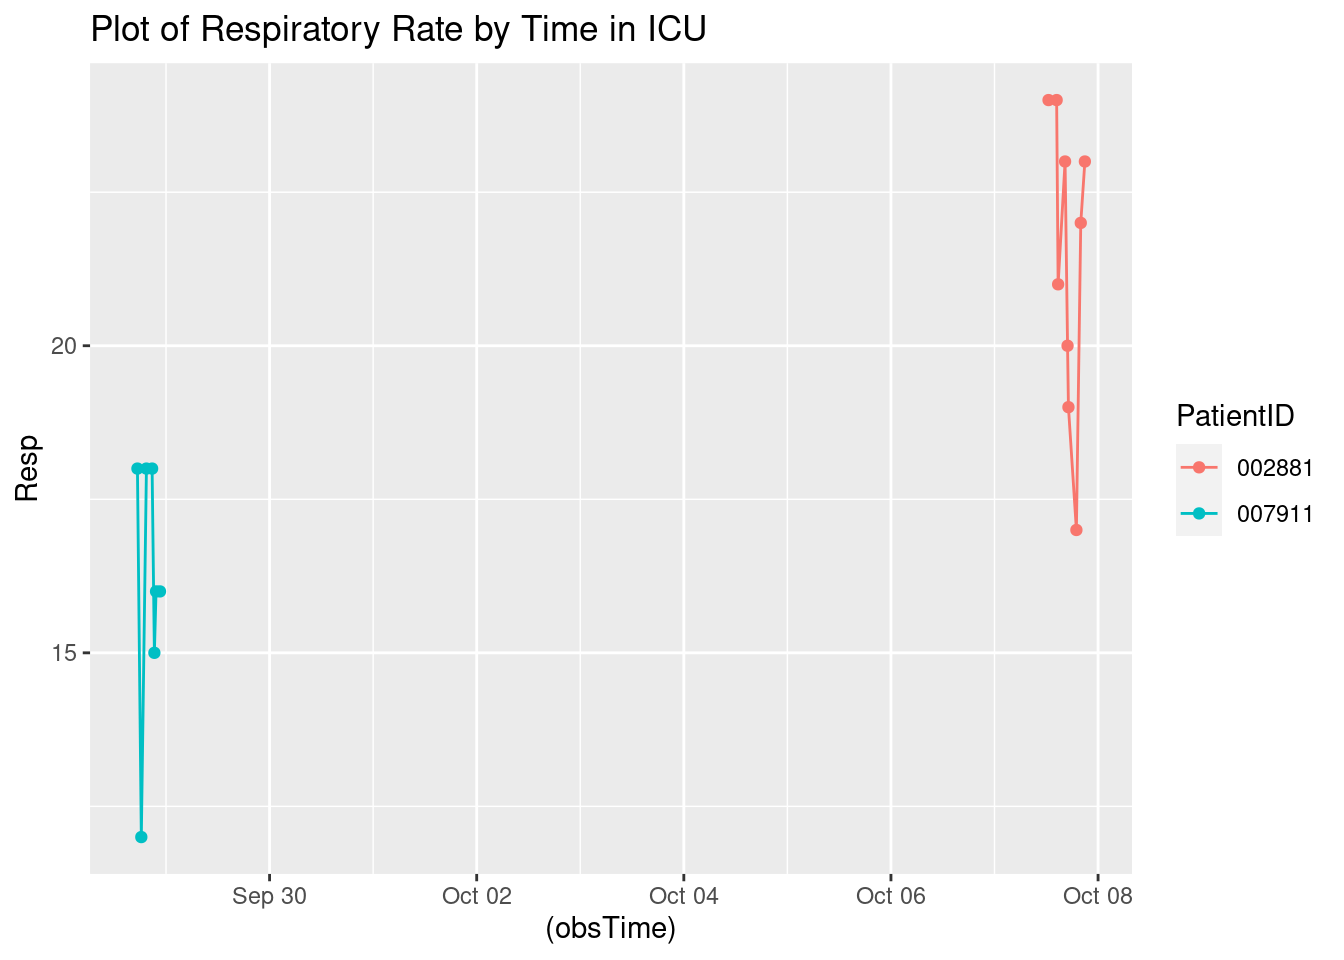 Plot of Respiratory Rate by Time in ICU
Resp
20
15
Sep 30
Oct 02
Oct 04
Oct 06
Oct 08
(obsTime)
PatientID
002881
007911